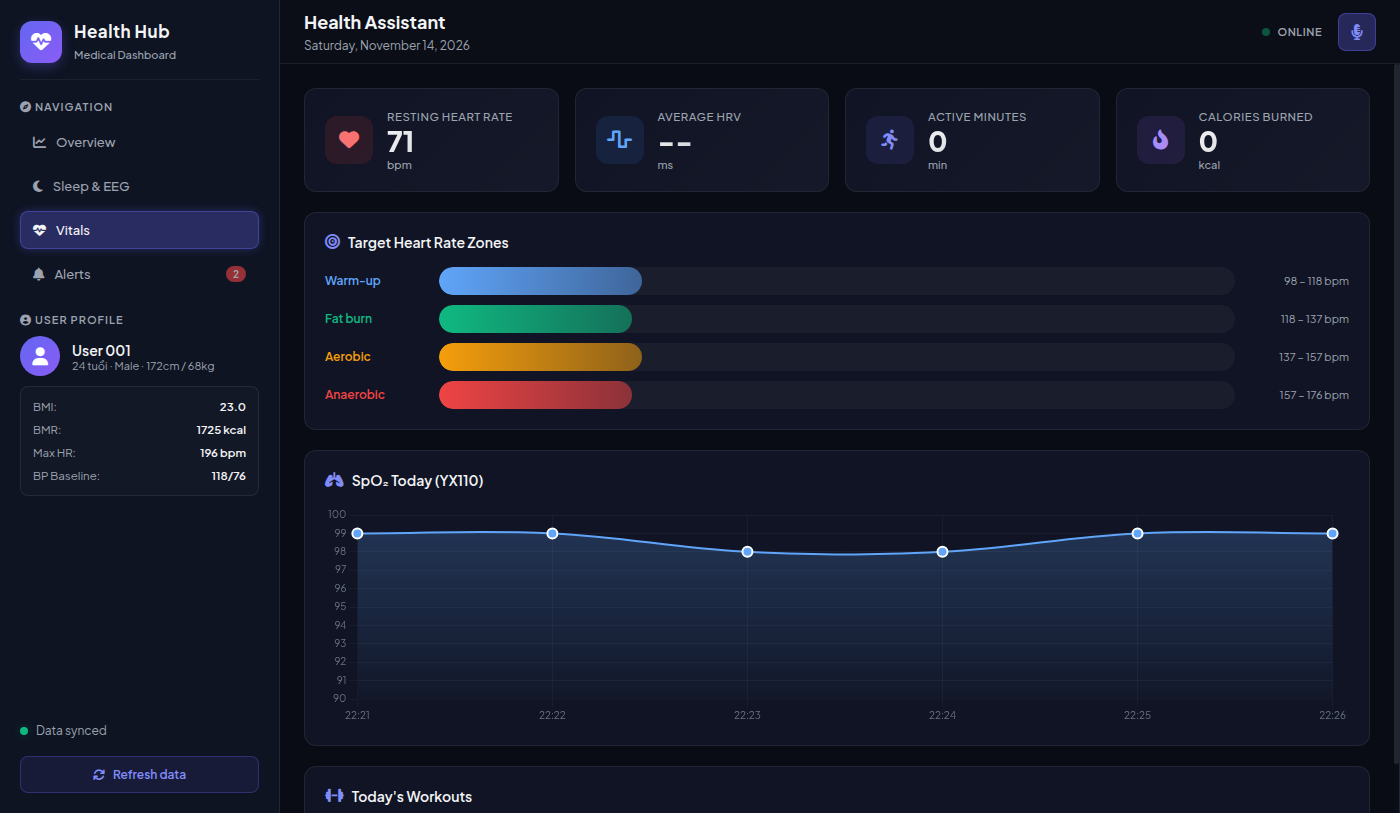 Health Hub
Medical Dashboard
NAVIGATION
Overview
Sleep & EEG
Vitals
Alerts 2
USER PROFILE
User 001
24 tuổi · Male · 172cm / 68kg
BMI: 23.0
BMR: 1725 kcal
Max HR: 196 bpm
BP Baseline: 118/76
Data synced
Refresh data
Health Assistant
Saturday, November 14, 2026
ONLINE
RESTING HEART RATE
71
bpm
AVERAGE HRV
--
ms
ACTIVE MINUTES
0
min
CALORIES BURNED
0
kcal
Target Heart Rate Zones
Warm-up 98 – 118 bpm
Fat burn 118 – 137 bpm
Aerobic 137 – 157 bpm
Anaerobic 157 – 176 bpm
SpO₂ Today (YX110)
100
99
98
97
96
95
94
93
92
91
90
22:21 22:22 22:23 22:24 22:25 22:26
Today's Workouts